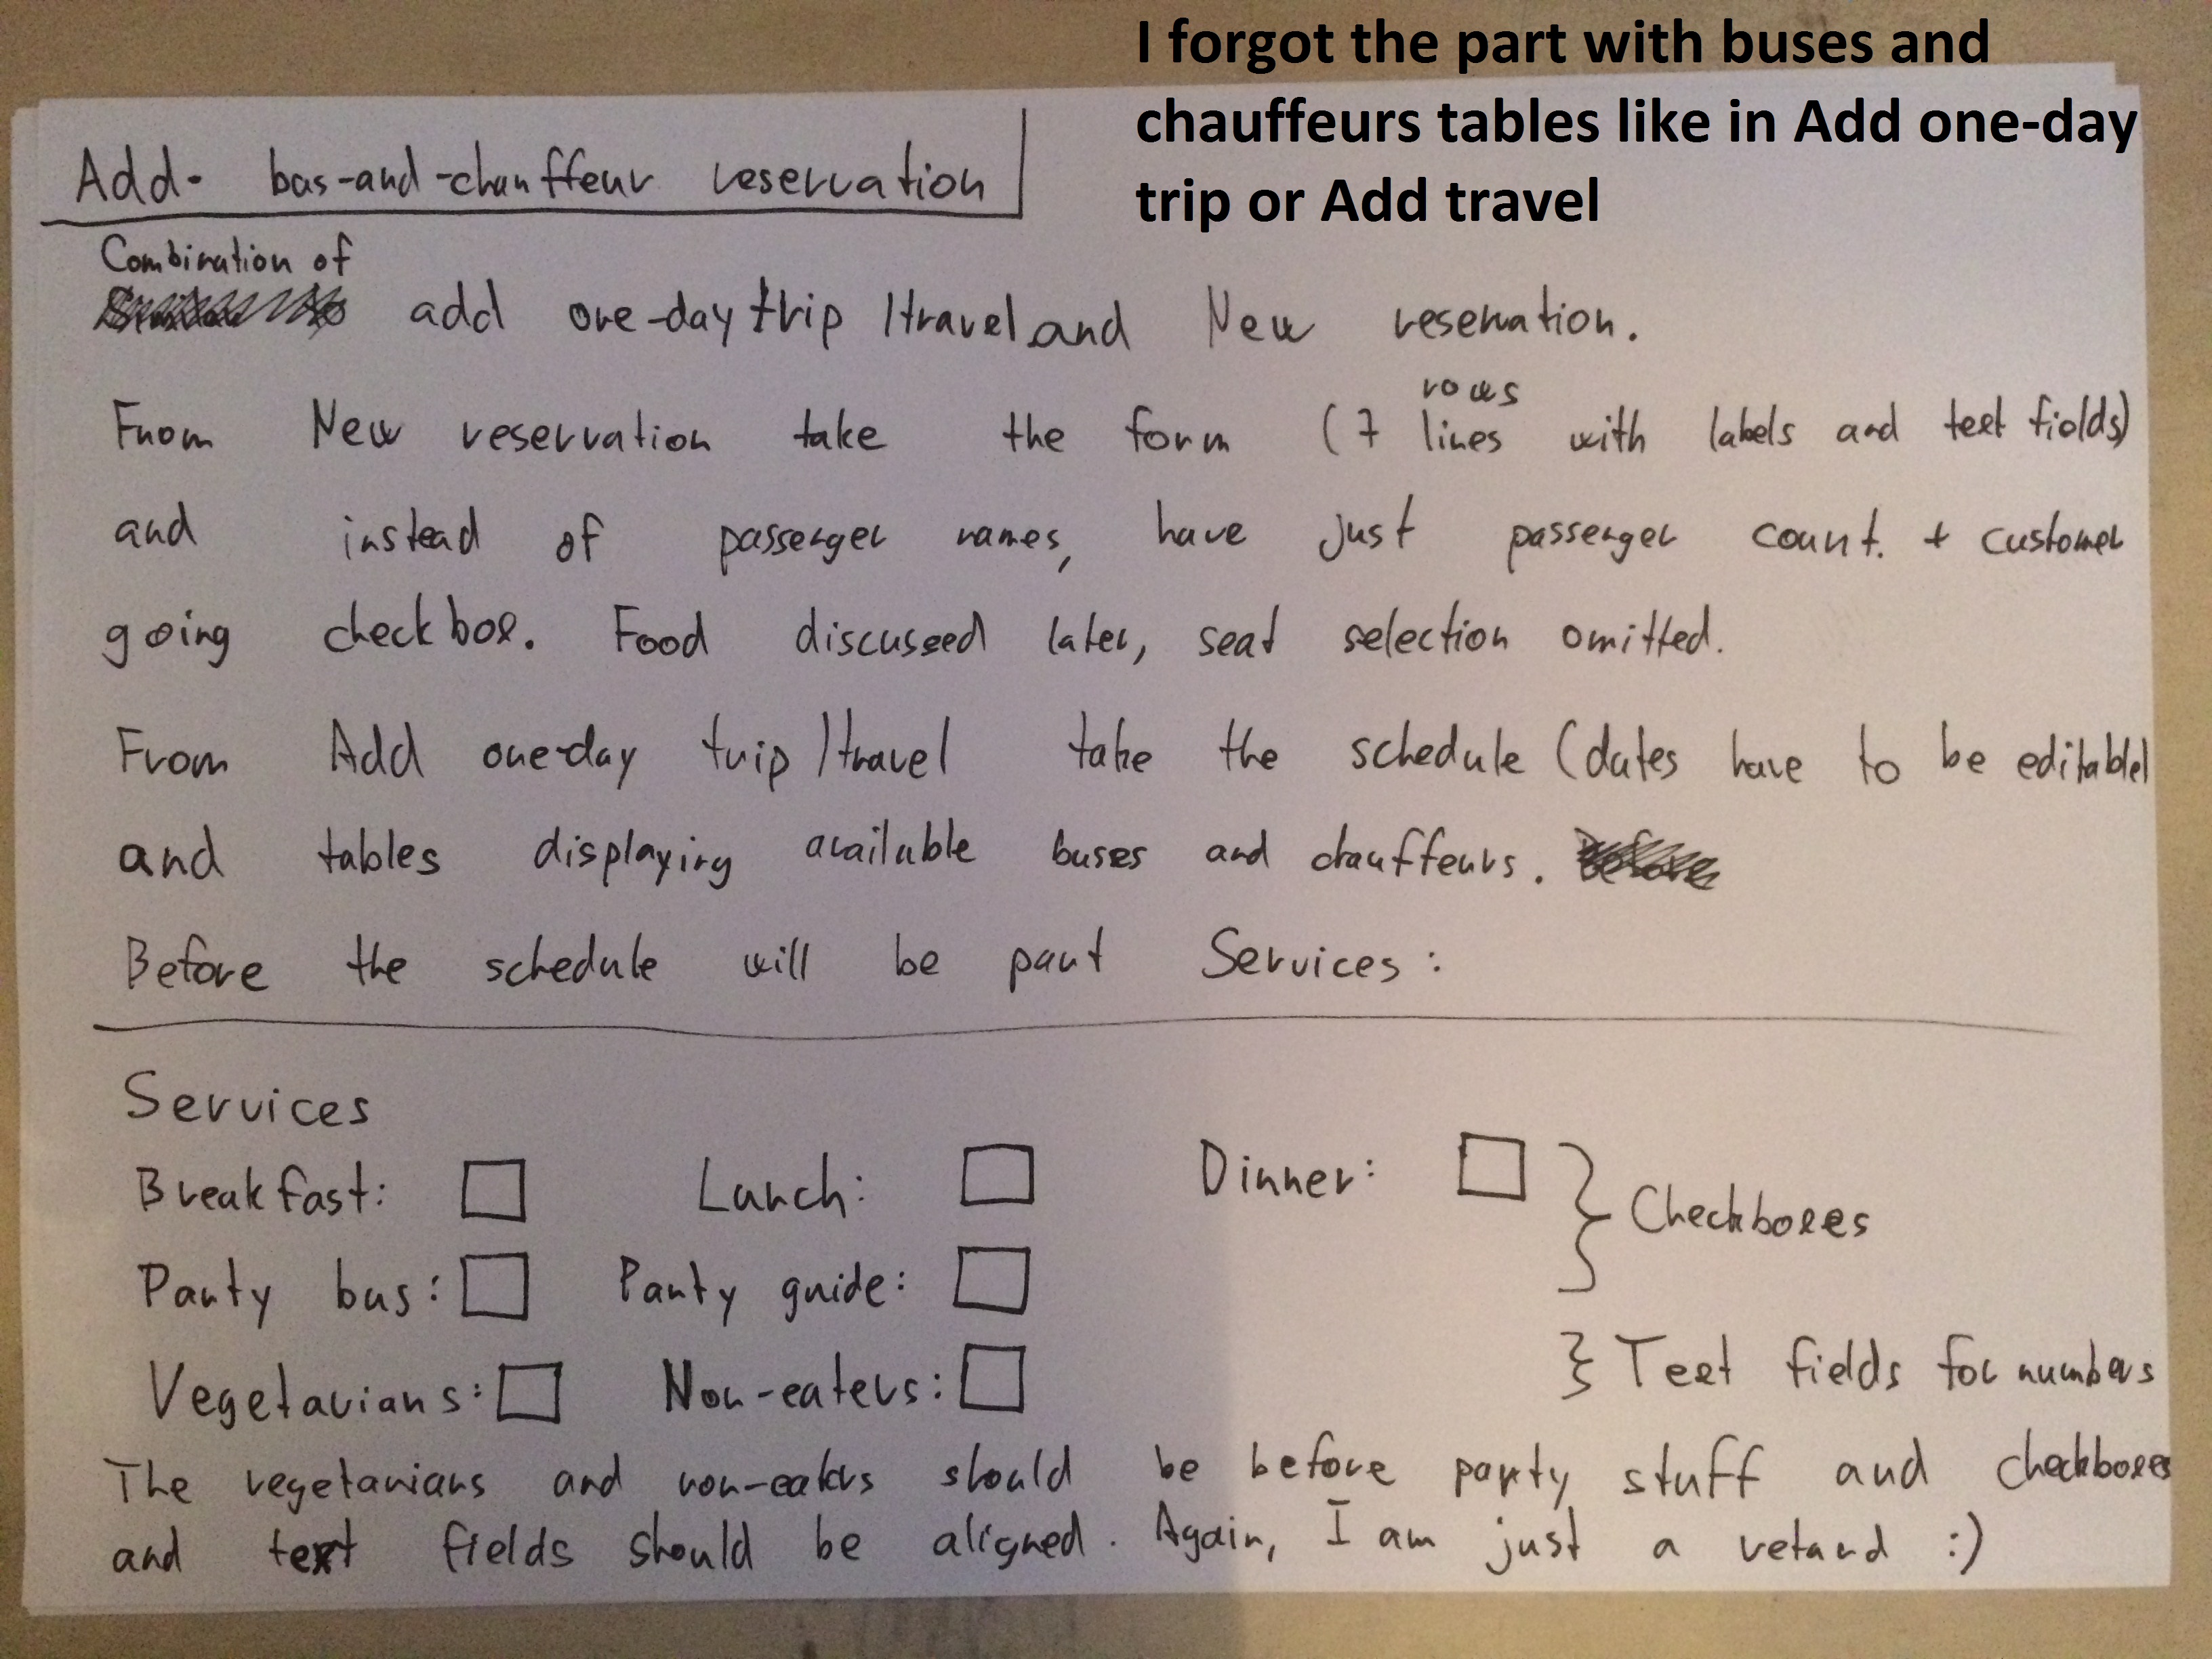 I forgot the part with buses and
chauffeurs tables like in Add one-day
trip or Add travel
Add- bus-and-chauffeur reservation
Combination of
add one-day trip /travel and New reservation.
rows
From New reservation take the form (7 lines with labels and text fields)
and instead of passenger names, have just passenger count. + customer
going checkbox. Food discussed later, seat selection omitted.
From Add one-day trip /travel take the schedule (dates have to be editable)
and tables displaying available buses and chauffeurs. Before
Before the schedule will be part Services:
Services
Breakfast: Lunch: Dinner: } Checkboxes
Party bus: Party guide:
Vegetarians: Non-eaters: } Text fields for numbers
The vegetarians and non-eaters should be before party stuff and checkboxes
and text fields should be aligned. Again, I am just a retard :)